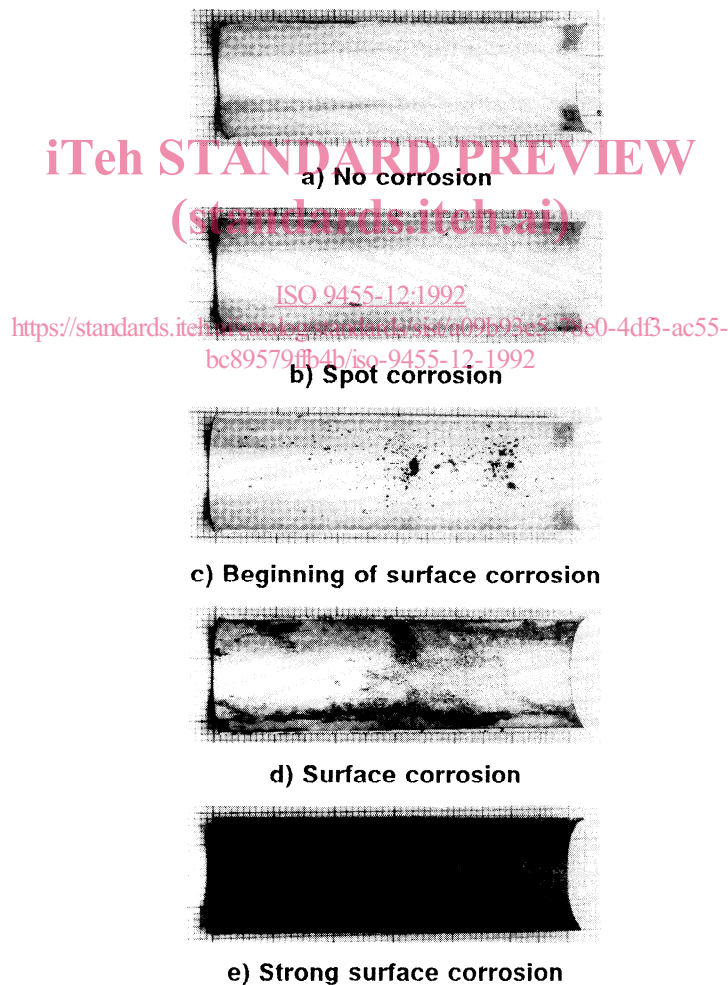 iTeh STANDARD PREVIEW
a) No corrosion
(standards.iteh.ai)
ISO 9455-12:1992
bc89579ffb4b/iso-9455-12-1992
b) Spot corrosion
c) Beginning of surface corrosion
d) Surface corrosion
e) Strong surface corrosion